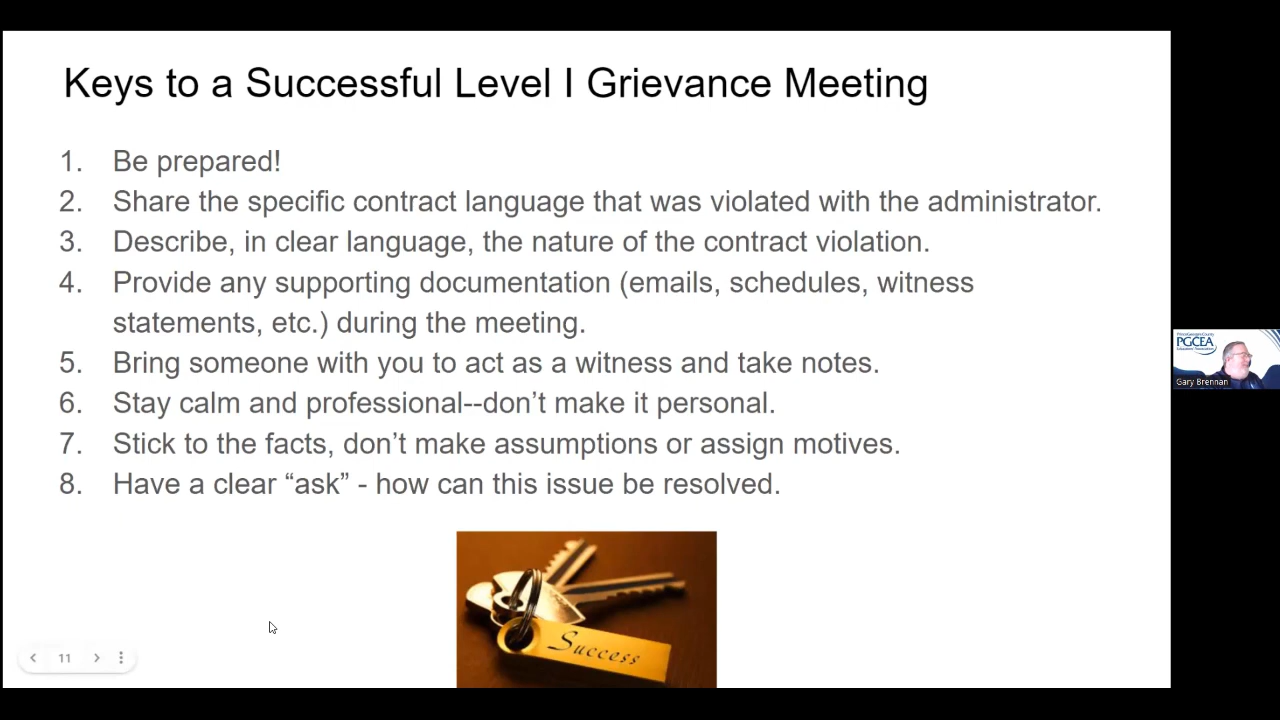 Keys to a Successful Level I Grievance Meeting
1. Be prepared!
2. Share the specific contract language that was violated with the administrator.
3. Describe, in clear language, the nature of the contract violation.
4. Provide any supporting documentation (emails, schedules, witness
statements, etc.) during the meeting.
5. Bring someone with you to act as a witness and take notes.
6. Stay calm and professional--don’t make it personal.
7. Stick to the facts, don’t make assumptions or assign motives.
8. Have a clear “ask” - how can this issue be resolved.
Success
11
PGCEA
Gary Brennan